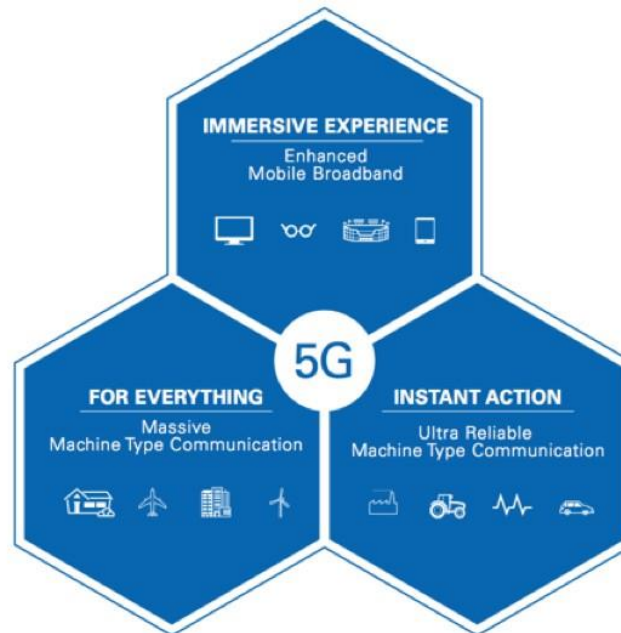 IMMERSIVE EXPERIENCE
Enhanced
Mobile Broadband
5G
FOR EVERYTHING
Massive
Machine Type Communication
INSTANT ACTION
Ultra Reliable
Machine Type Communication